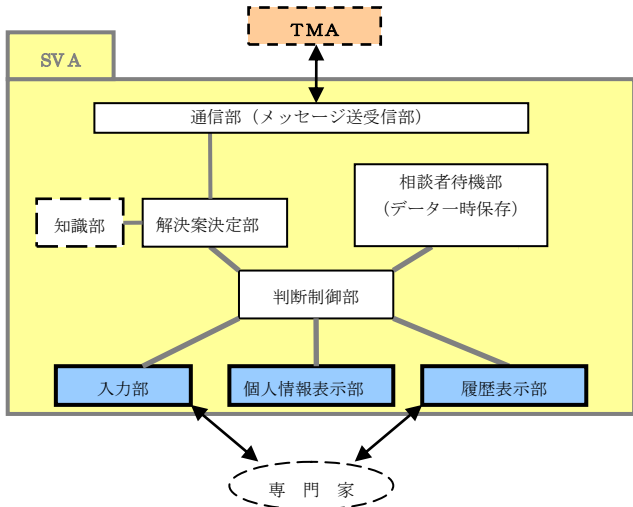 TMA
SVA
通信部（メッセージ送受信部）
相談者待機部
（データ一時保存）
知識部
解決案決定部
判断制御部
入力部
個人情報表示部
履歴表示部
専 門 家